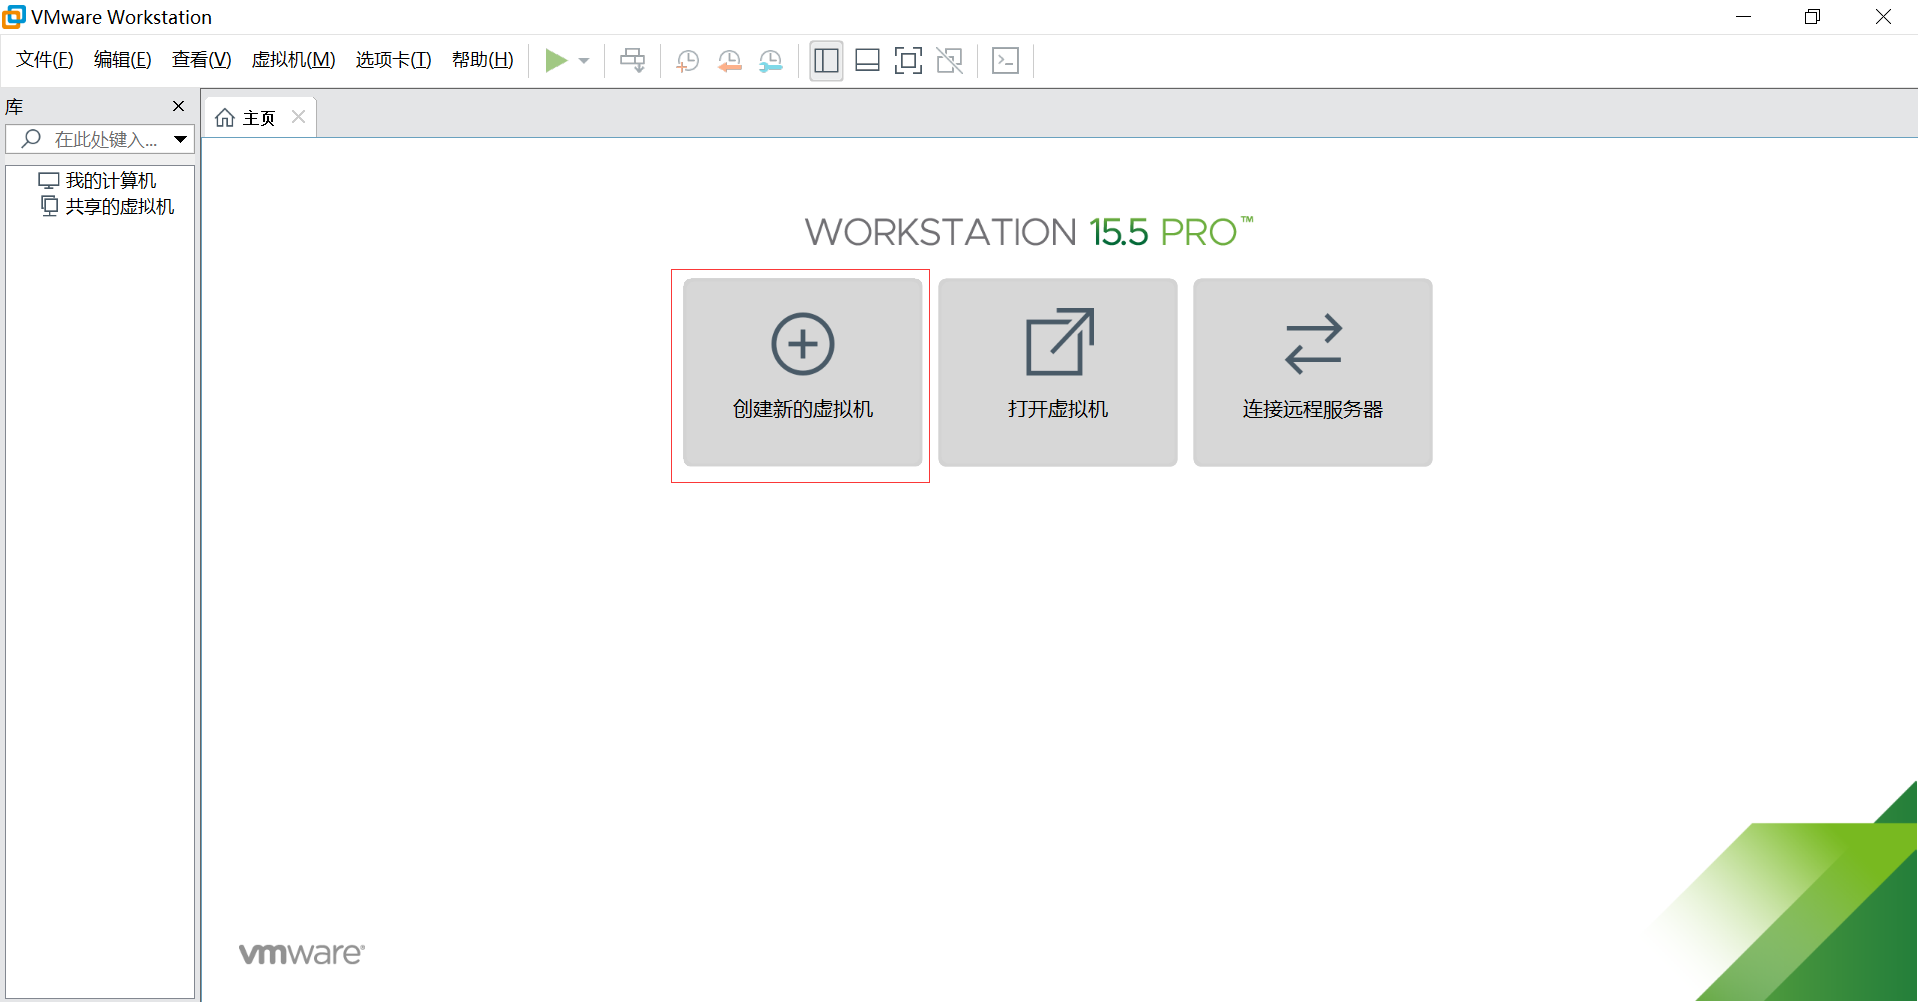 VMware Workstation
文件(F) 编辑(E) 查看(V) 虚拟机(M) 选项卡(T) 帮助(H)
库
在此处键入...
我的计算机
共享的虚拟机
主页
WORKSTATION 15.5 PRO™
创建新的虚拟机
打开虚拟机
连接远程服务器
vmware®